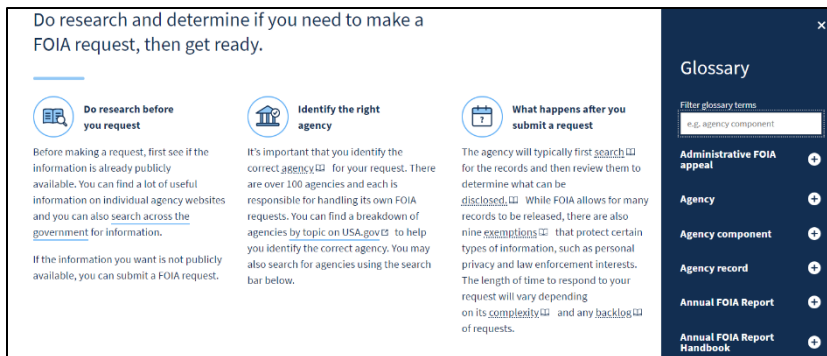 Do research and determine if you need to make a
FOIA request, then get ready.
Do research before
you request
Before making a request, first see if the
information is already publicly
available. You can find a lot of useful
information on individual agency websites
and you can also search across the
government for information.
If the information you want is not publicly
available, you can submit a FOIA request.
Identify the right
agency
It's important that you identify the
correct agency for your request. There
are over 100 agencies and each is
responsible for handling its own FOIA
requests. You can find a breakdown of
agencies by topic on USA.gov to help
you identify the correct agency. You may
also search for agencies using the search
bar below.
What happens after you
submit a request
The agency will typically first search
for the records and then review them to
determine what can be
disclosed. While FOIA allows for many
records to be released, there are also
nine exemptions that protect certain
types of information, such as personal
privacy and law enforcement interests.
The length of time to respond to your
request will vary depending
on its complexity and any backlog
of requests.
Glossary
Filter glossary terms
e.g. agency component
Administrative FOIA
appeal
Agency
Agency component
Agency record
Annual FOIA Report
Annual FOIA Report
Handbook